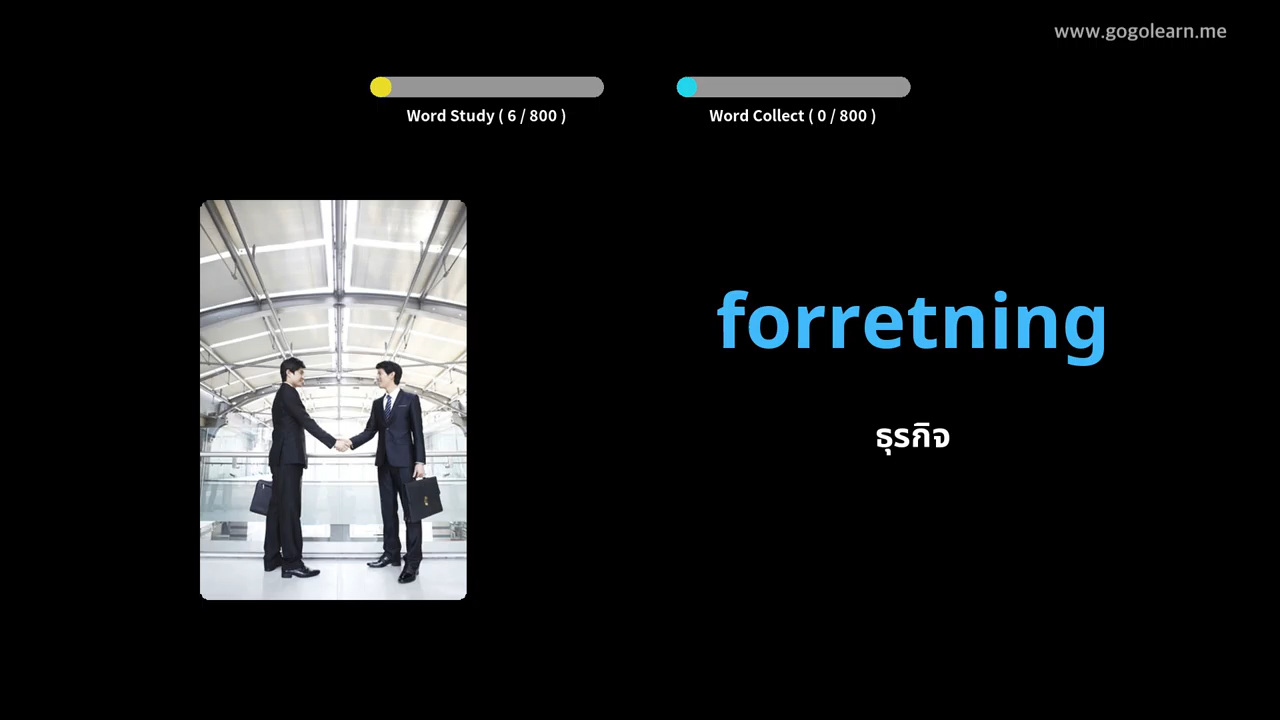 www.gogolearn.me
Word Study ( 6 / 800 )
Word Collect ( 0 / 800 )
forretning
ธุรกิจ